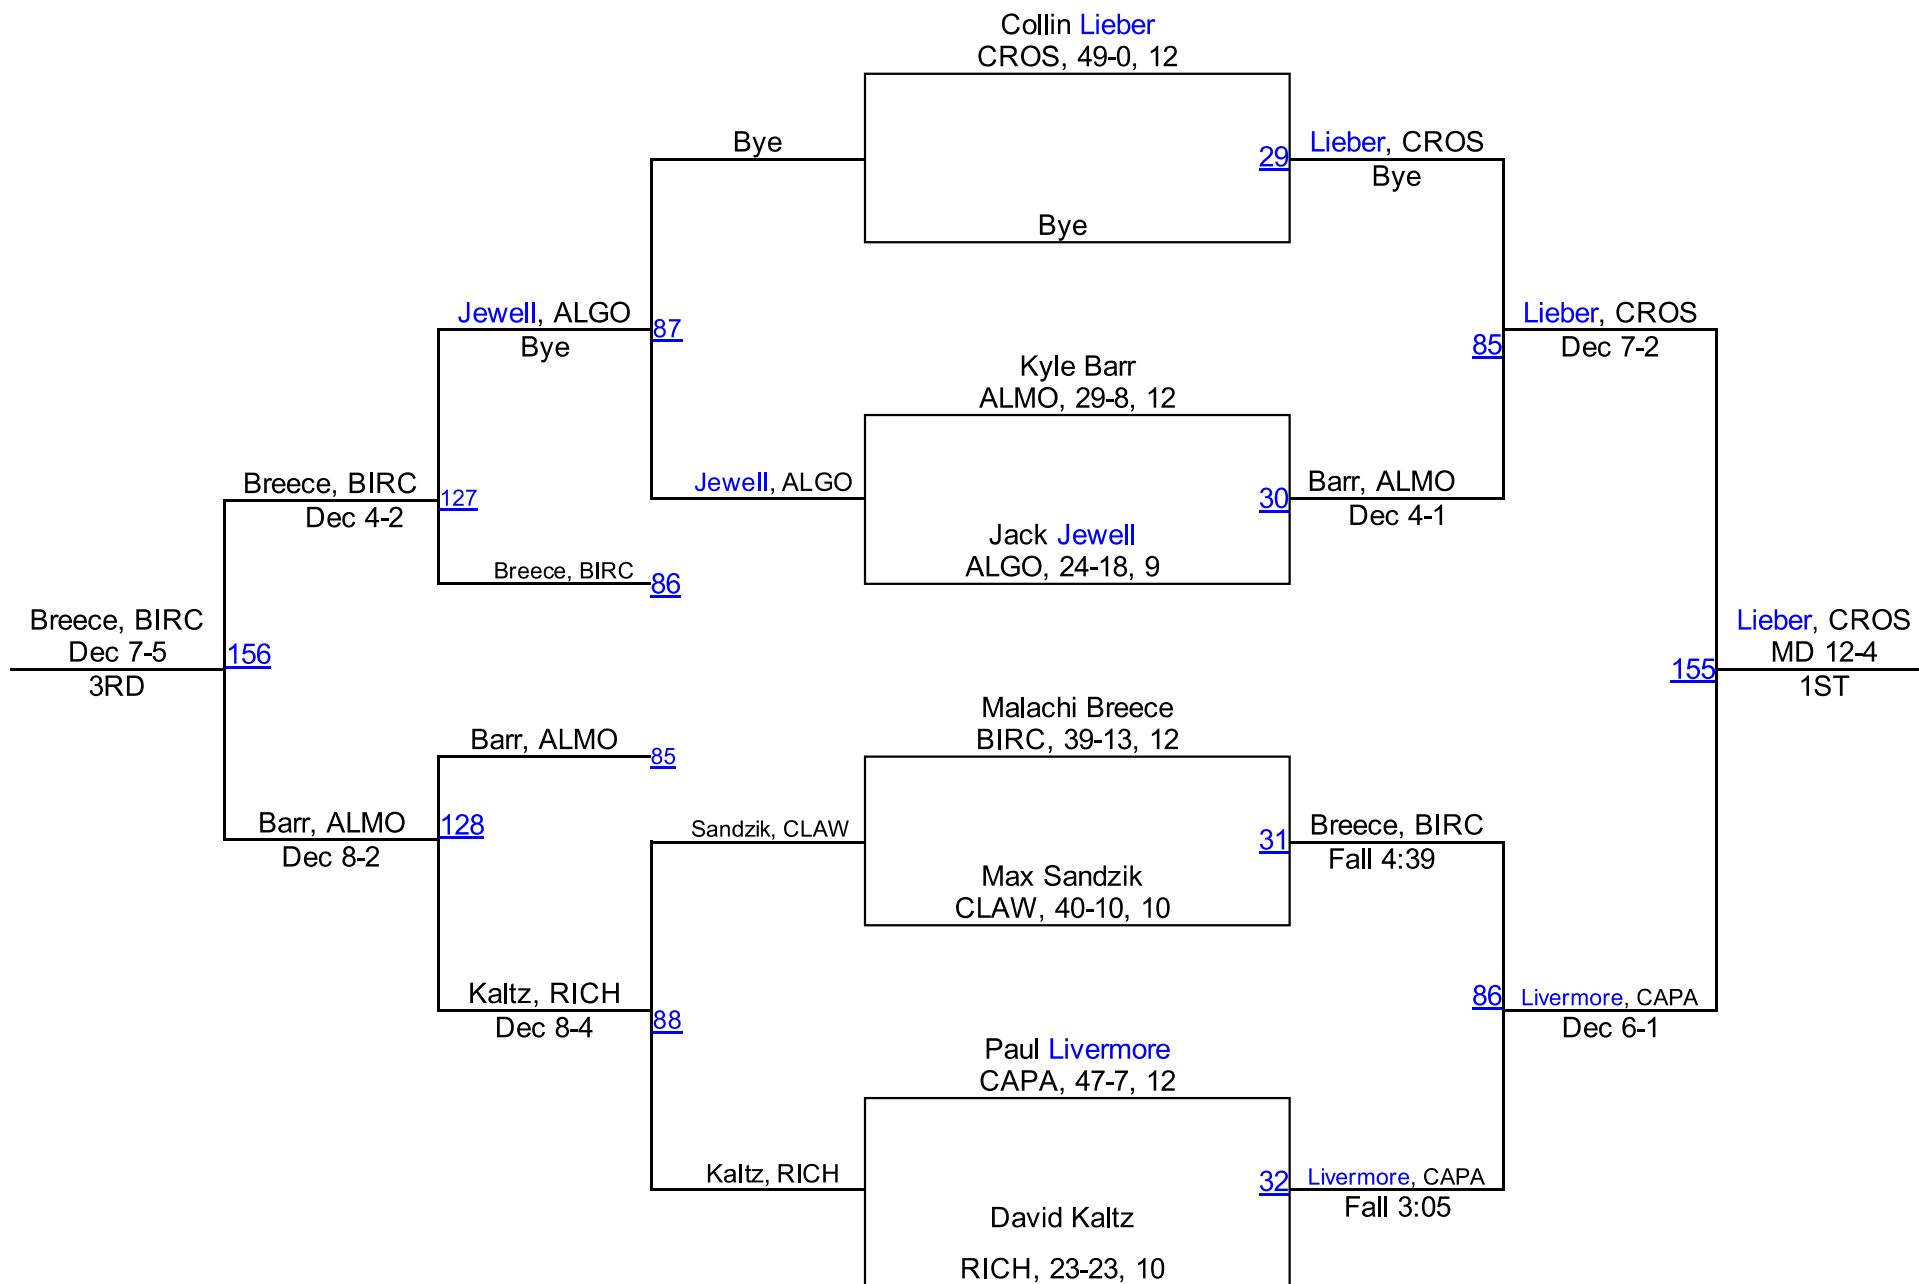 Collin Lieber
CROS, 49-0, 12
Bye
29
Lieber, CROS
Bye
Bye
Jewell, ALGO
Bye
87
85
Lieber, CROS
Dec 7-2
Kyle Barr
ALMO, 29-8, 12
Breece, BIRC
Dec 4-2
127
Jewell, ALGO
30
Barr, ALMO
Dec 4-1
Jack Jewell
ALGO, 24-18, 9
Breece, BIRC
86
Breece, BIRC
Dec 7-5
3RD
156
155
Lieber, CROS
MD 12-4
1ST
Malachi Breece
BIRC, 39-13, 12
Barr, ALMO
85
Barr, ALMO
Dec 8-2
128
Sandzik, CLAW
31
Breece, BIRC
Fall 4:39
Max Sandzik
CLAW, 40-10, 10
Kaltz, RICH
Dec 8-4
88
86
Livermore, CAPA
Dec 6-1
Paul Livermore
CAPA, 47-7, 12
Kaltz, RICH
32
Livermore, CAPA
Fall 3:05
David Kaltz
RICH, 23-23, 10